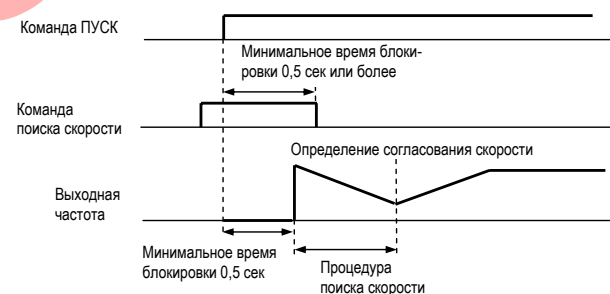 Команда ПУСК
Минимальное время блоки-
ровки 0,5 сек или более
Команда
поиска скорости
Определение согласования скорости
Выходная
частота
Минимальное время
блокировки 0,5 сек
Процедура
поиска скорости